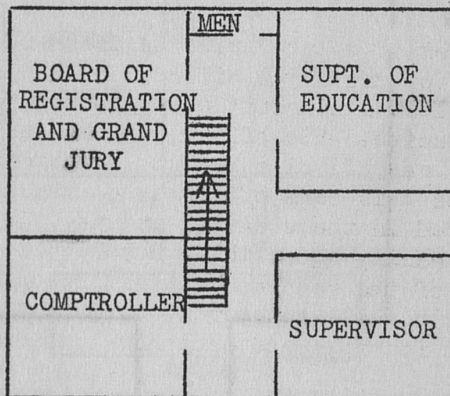 MEN
BOARD OF
REGISTRATION
AND GRAND
JURY
SUPT. OF
EDUCATION
COMPTROLLER
SUPERVISOR